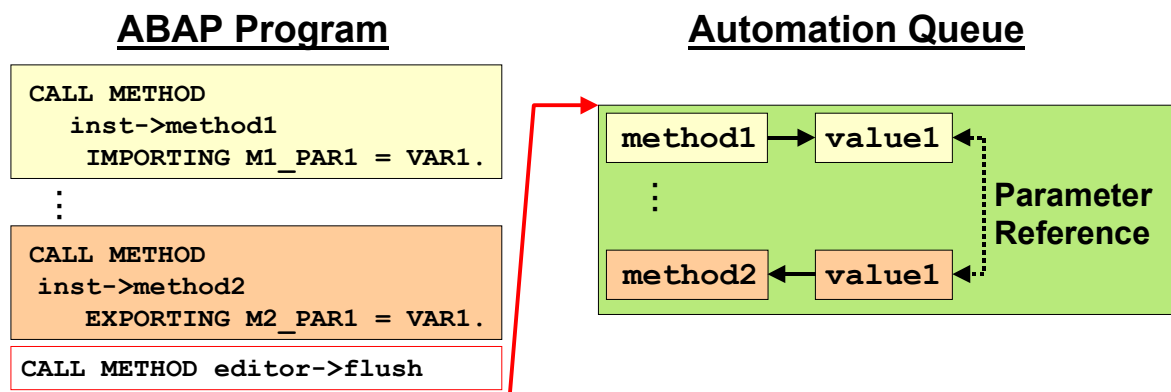 ABAP Program
CALL METHOD
inst->method1
IMPORTING M1_PAR1 = VAR1.
⋮
CALL METHOD
inst->method2
EXPORTING M2_PAR1 = VAR1.
CALL METHOD editor->flush
Automation Queue
method1 value1
⋮
Parameter
Reference
method2 value1